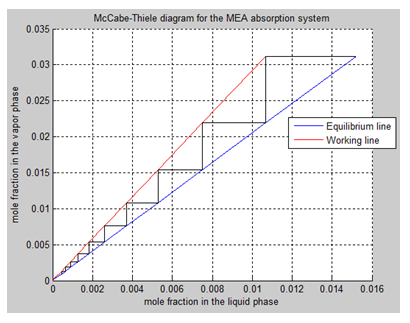 McCabe-Thiele diagram for the MEA absorption system
0.035
0.03
0.025
0.02
0.015
0.01
0.005
0
mole fraction in the vapor phase
Equilibrium line
Working line
0 0.002 0.004 0.006 0.008 0.01 0.012 0.014 0.016
mole fraction in the liquid phase